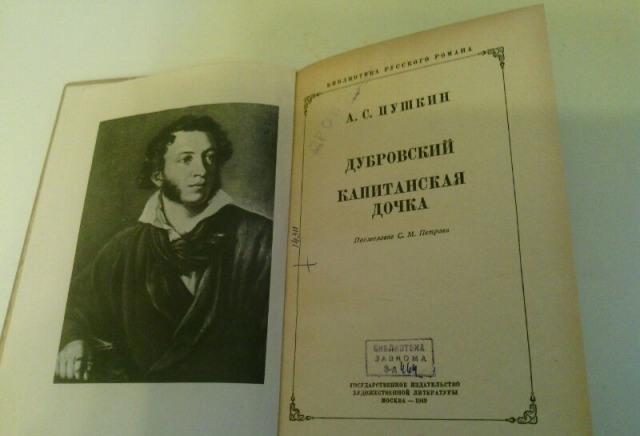 БИБЛИОТЕКА РУССКОГО РОМАНА
А. С. ПУШКИН
ДУБРОВСКИЙ
КАПИТАНСКАЯ
ДОЧКА
Послесловие С. М. Петрова
БИБЛИОТЕКА
ЗАВКОМА
ГОСУДАРСТВЕННОЕ ИЗДАТЕЛЬСТВО
ХУДОЖЕСТВЕННОЙ ЛИТЕРАТУРЫ
МОСКВА — 1949